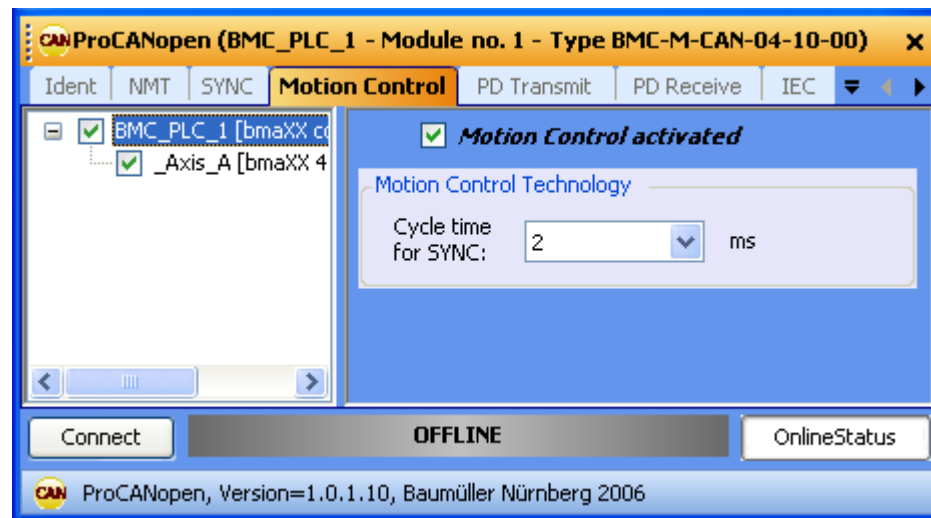 CAN ProCANopen (BMC_PLC_1 - Module no. 1 - Type BMC-M-CAN-04-10-00)
Ident NMT SYNC Motion Control PD Transmit PD Receive IEC
BMC_PLC_1 [bmaXX co
_Axis_A [bmaXX 4
Motion Control activated
Motion Control Technology
Cycle time
for SYNC:
2 ms
Connect OFFLINE OnlineStatus
CAN ProCANopen, Version=1.0.1.10, Baumüller Nürnberg 2006